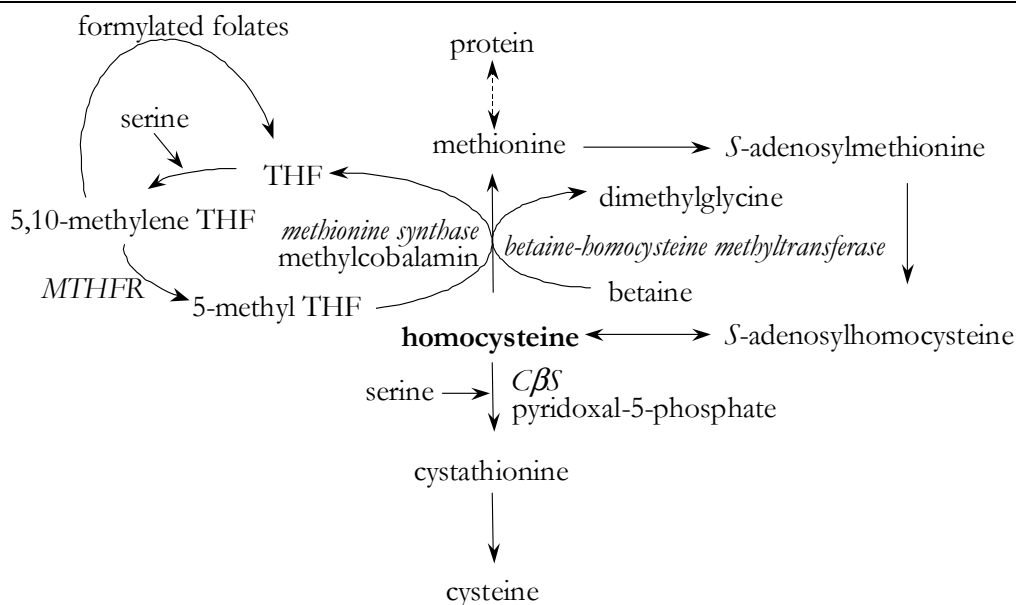 formylated folates
protein
serine
methionine
S-adenosylmethionine
THF
dimethylglycine
5,10-methylene THF
methionine synthase
betaine-homocysteine methyltransferase
methylcobalamin
MTHFR
5-methyl THF
betaine
homocysteine
S-adenosylhomocysteine
serine
CβS
pyridoxal-5-phosphate
cystathionine
cysteine